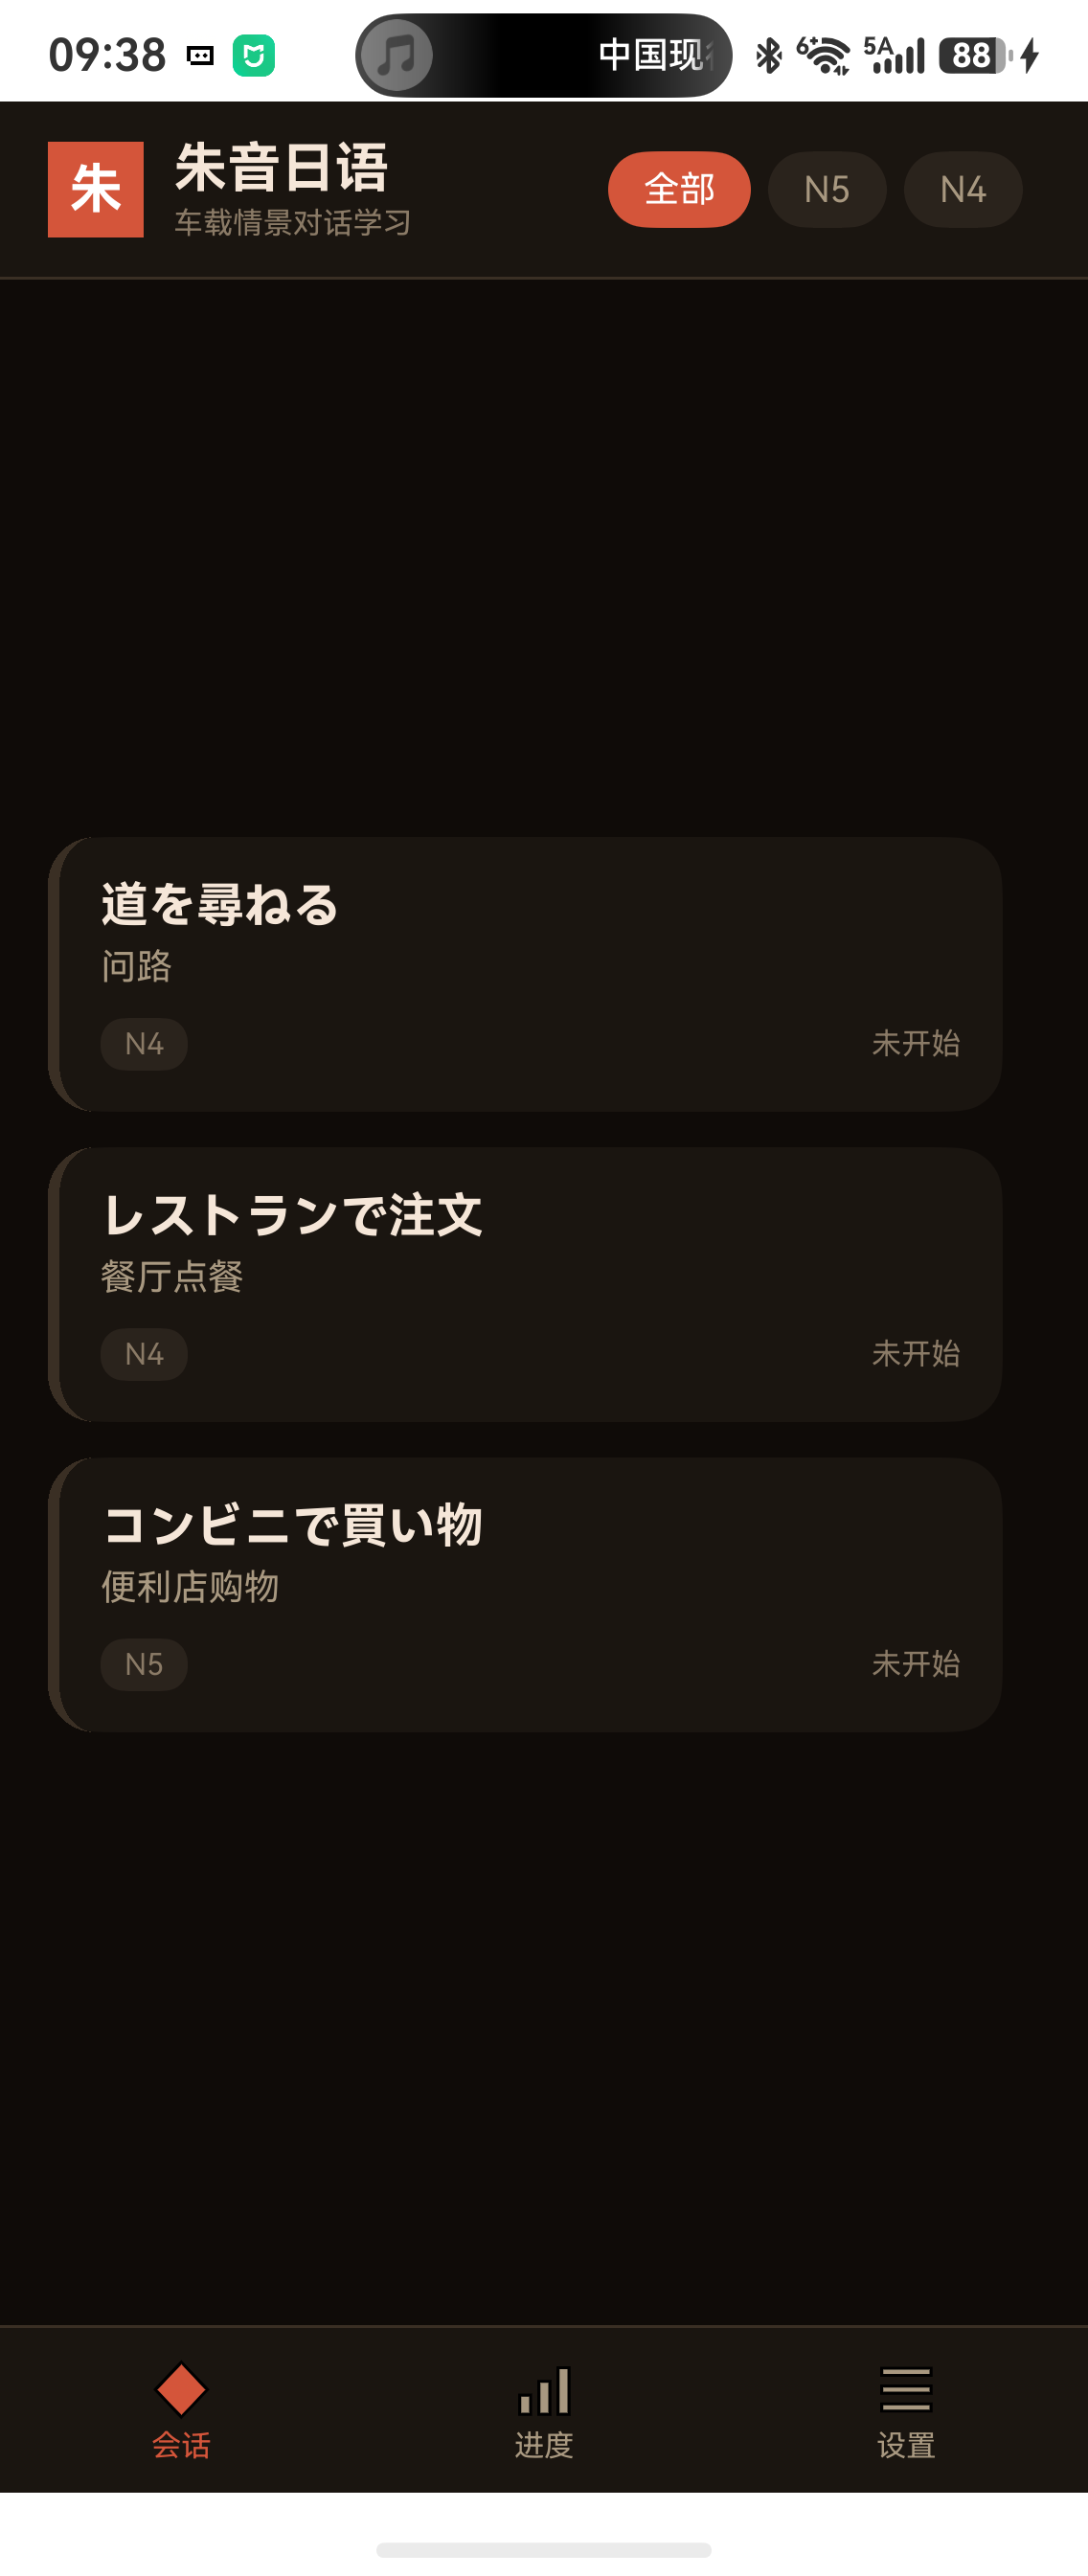 09:38
中国现
6+
5A
88
朱
朱音日语
车载情景对话学习
全部
N5
N4
道を尋ねる
问路
N4
未开始
レストランで注文
餐厅点餐
N4
未开始
コンビニで買い物
便利店购物
N5
未开始
会话
进度
设置